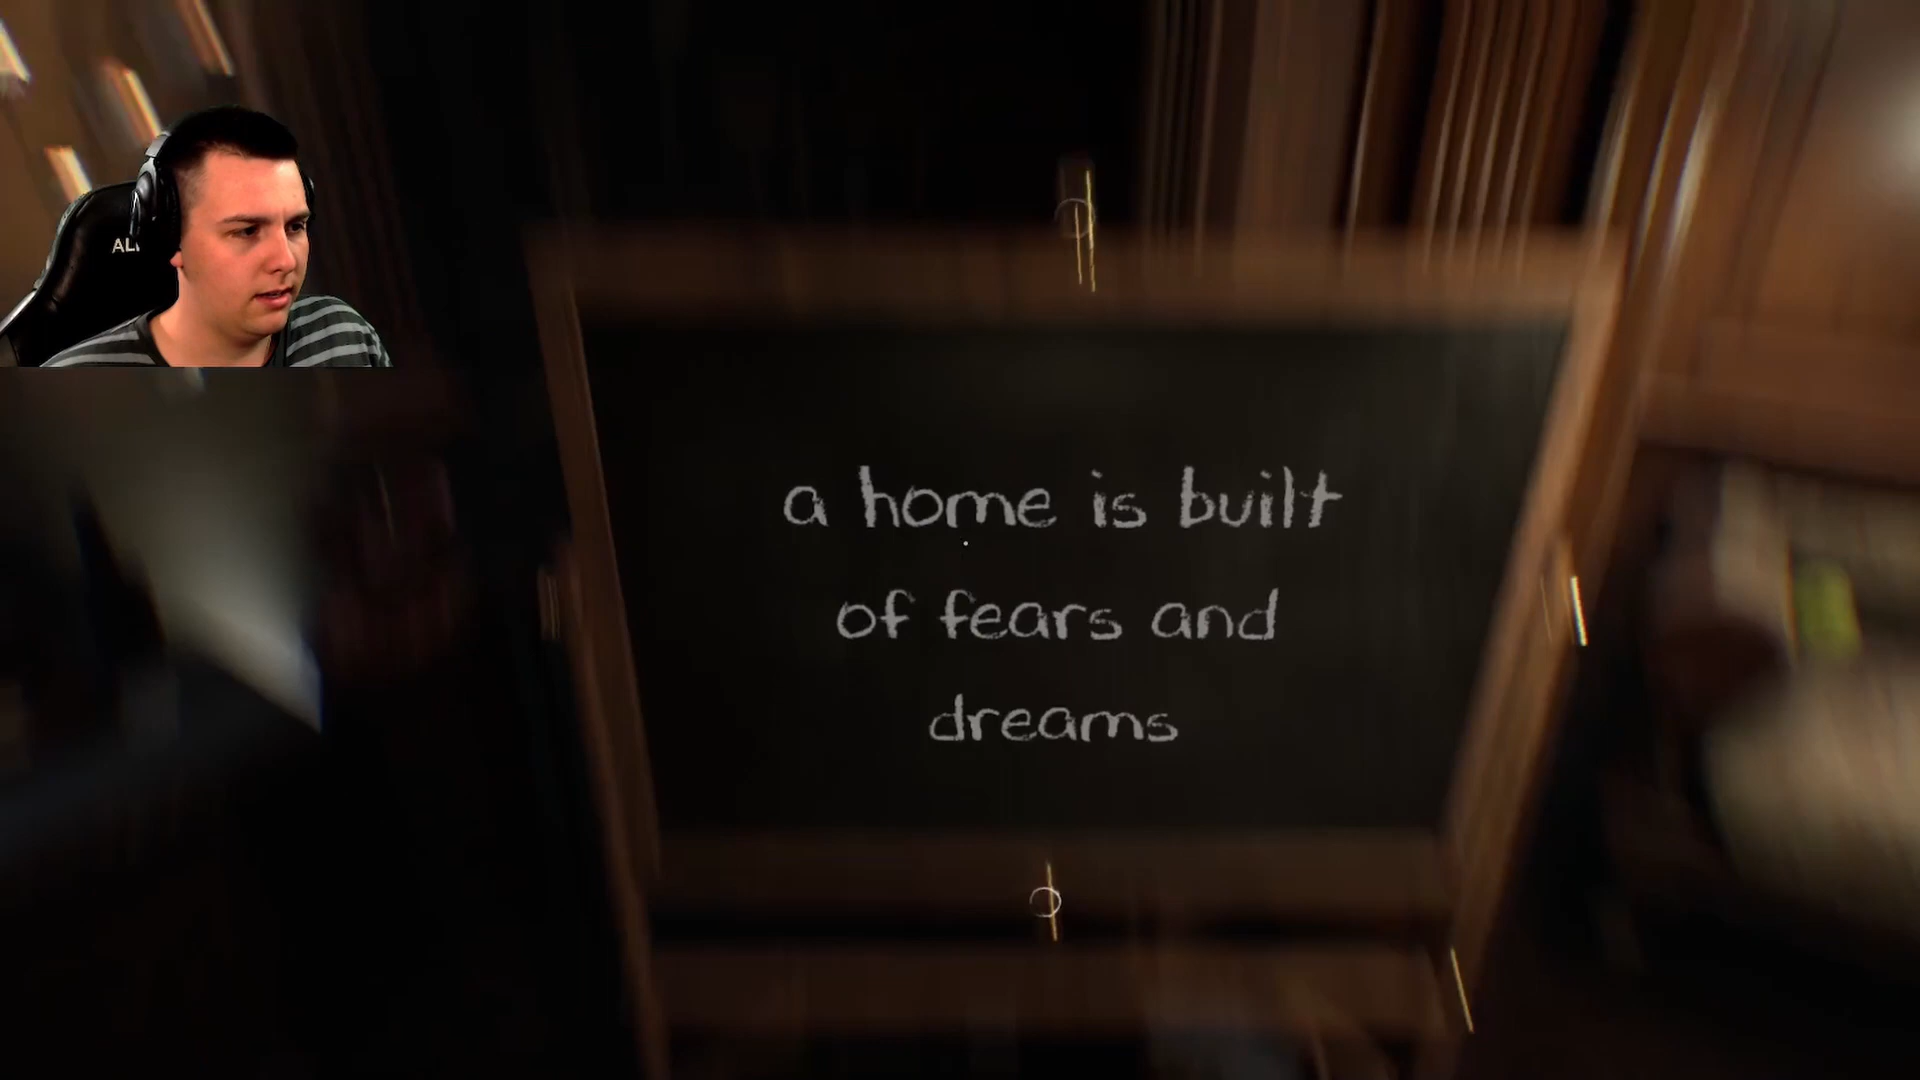 a home is built
of fears and
dreams